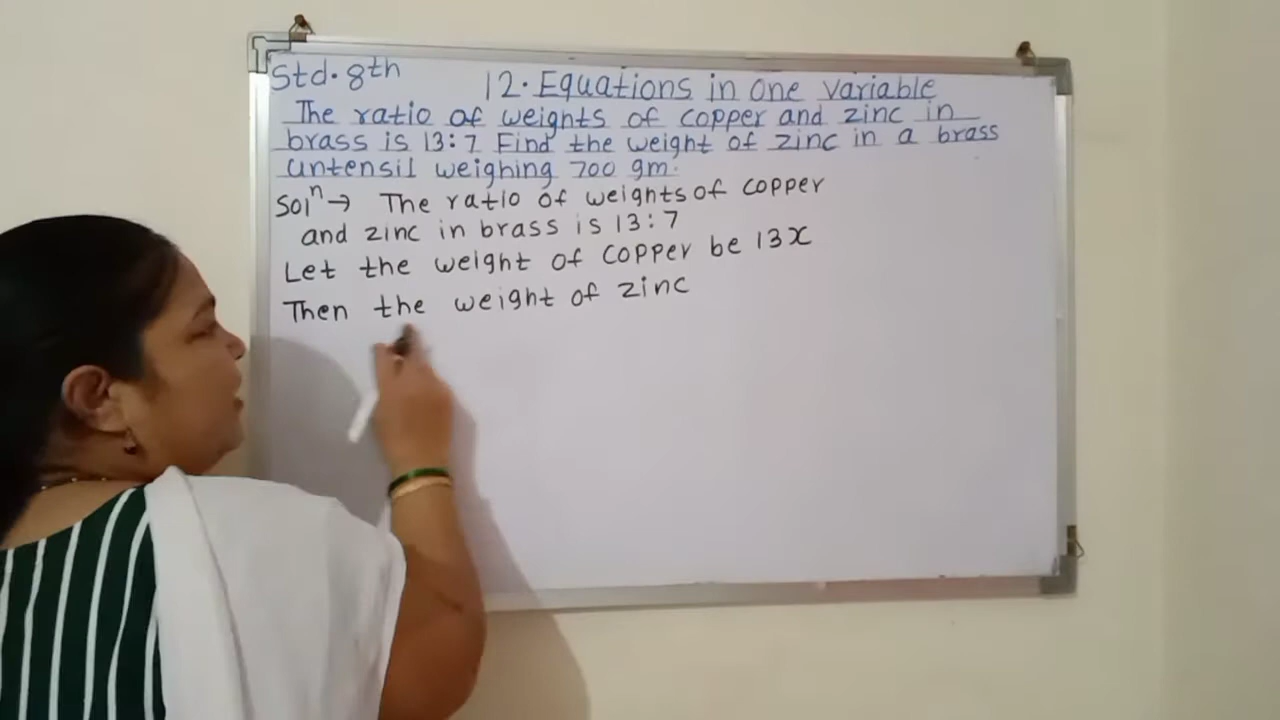 Std. 8th
12. Equations in one variable
The ratio of weights of copper and zinc in
brass is 13:7 Find the weight of zinc in a brass
untensil weighing 700 gm.
Solⁿ → The ratio of weights of copper
and zinc in brass is 13:7
Let the weight of copper be 13x
Then the weight of zinc